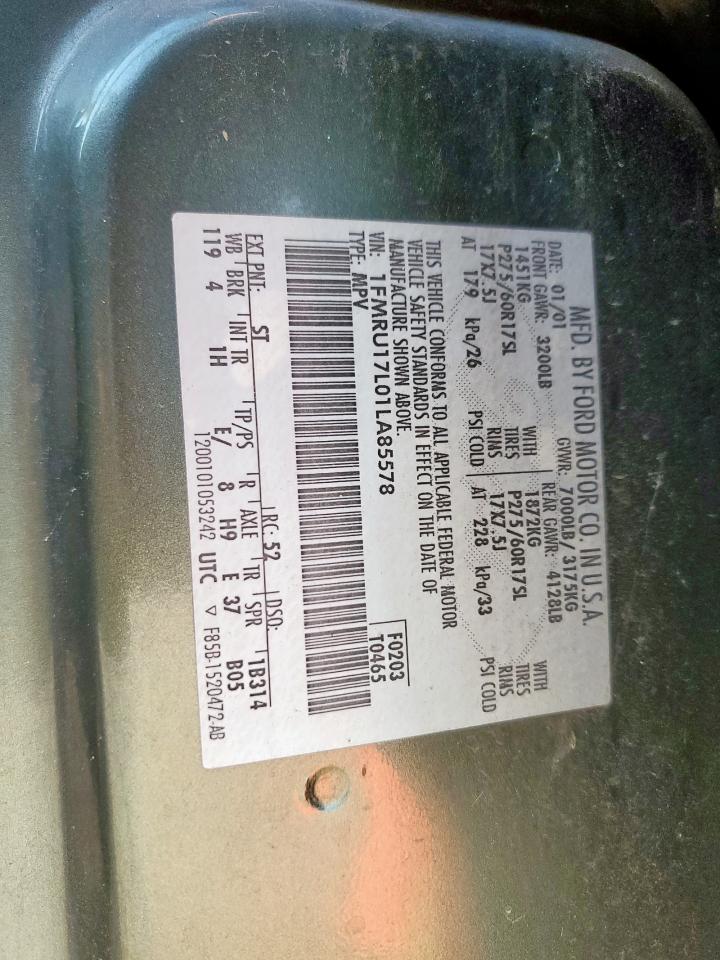 MFD. BY FORD MOTOR CO. IN U.S.A.
DATE: 01/01 GVWR: 7000LB/ 3175KG
FRONT GAWR: 3200LB REAR GAWR: 4128LB
1451KG WITH 1872KG WITH
P275/60R17SL TIRES P275/60R17SL TIRES
17X7.5J RIMS 17X7.5J RIMS
AT 179 kPa/26 PSI COLD AT 228 kPa/33 PSI COLD
THIS VEHICLE CONFORMS TO ALL APPLICABLE FEDERAL MOTOR
VEHICLE SAFETY STANDARDS IN EFFECT ON THE DATE OF
MANUFACTURE SHOWN ABOVE.
VIN: 1FMRU17L01LA85578 F0203
TYPE: MPV T0465
EXT PNT: ST RC: 52 DSO: 1B314
WB BRK INT TR TP/PS R AXLE TR SPR B05
119 4 1H E/ 8 H9 E 37
1200101053242 UTC ▽ F85B-1520472-AB